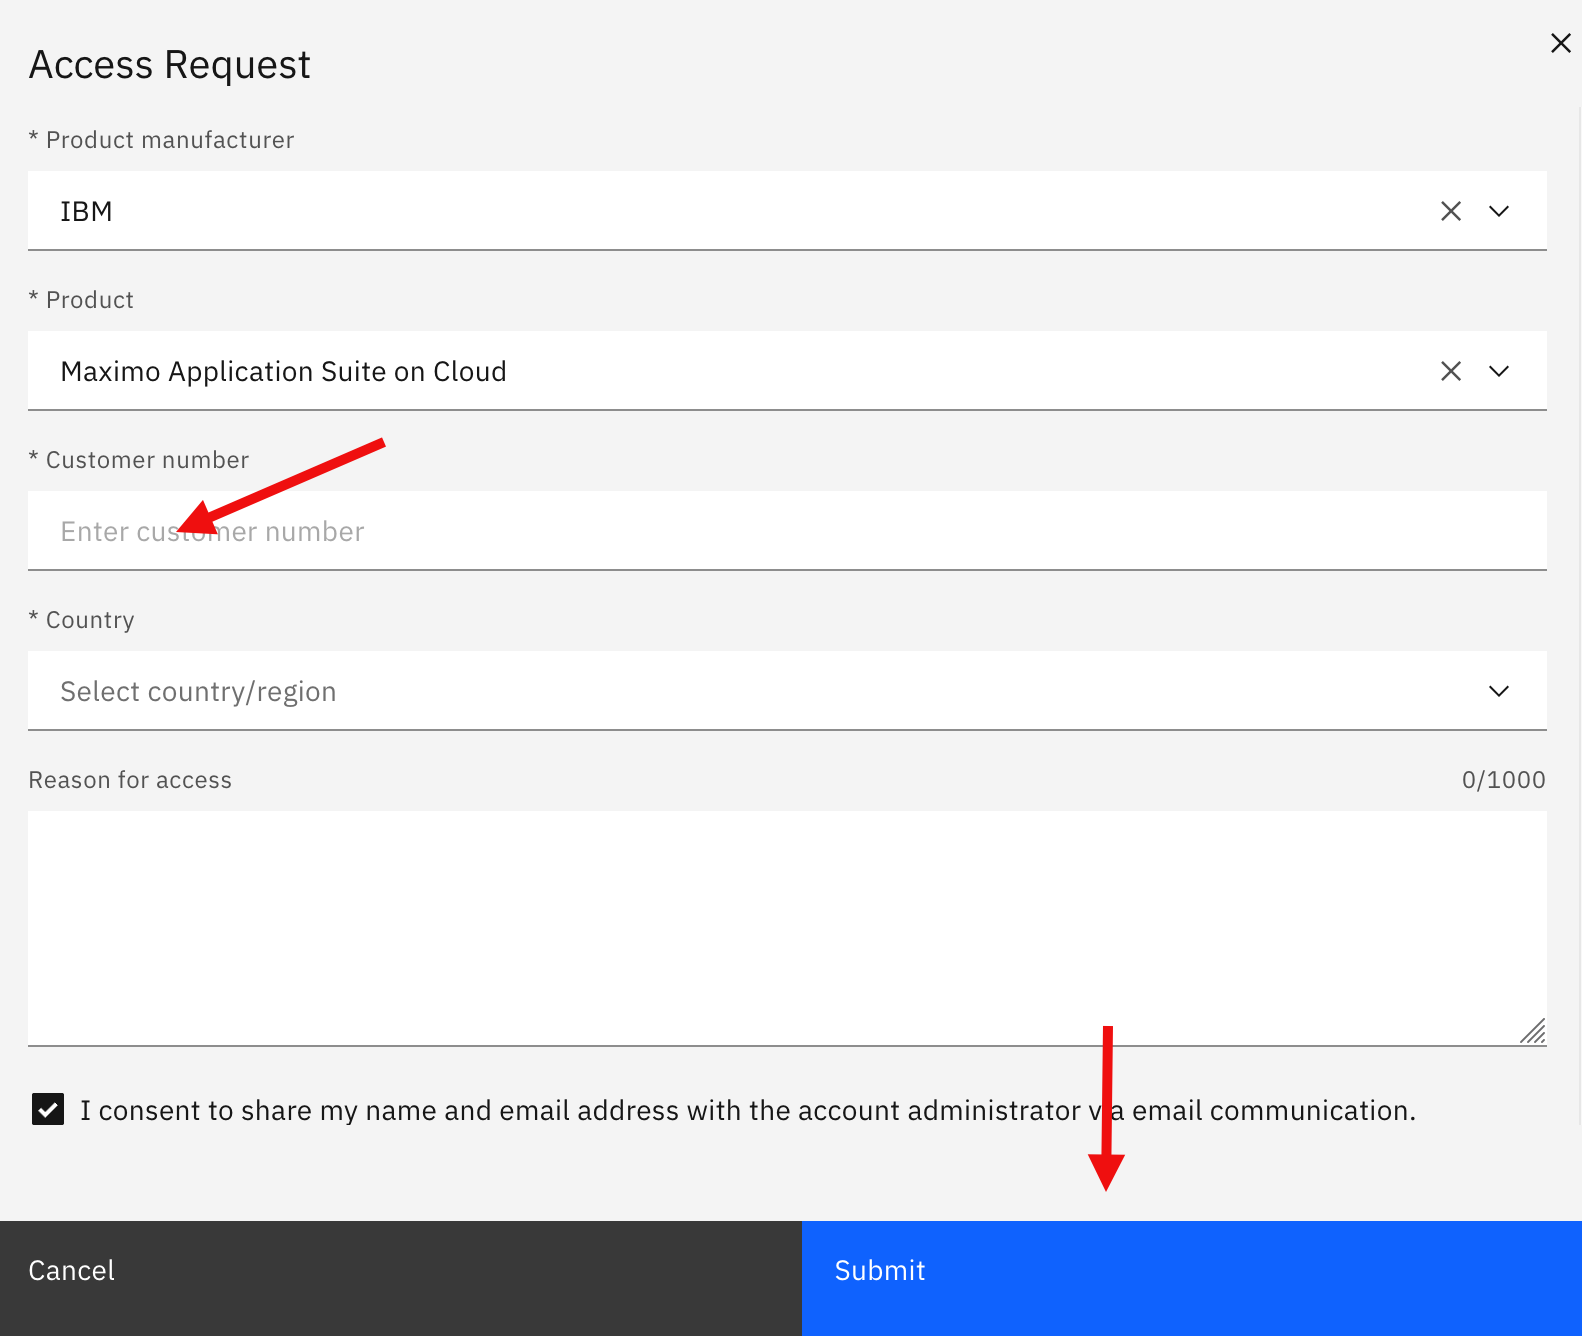 Access Request
* Product manufacturer
IBM
* Product
Maximo Application Suite on Cloud
* Customer number
Enter customer number
* Country
Select country/region
Reason for access 0/1000
I consent to share my name and email address with the account administrator via email communication.
Cancel Submit